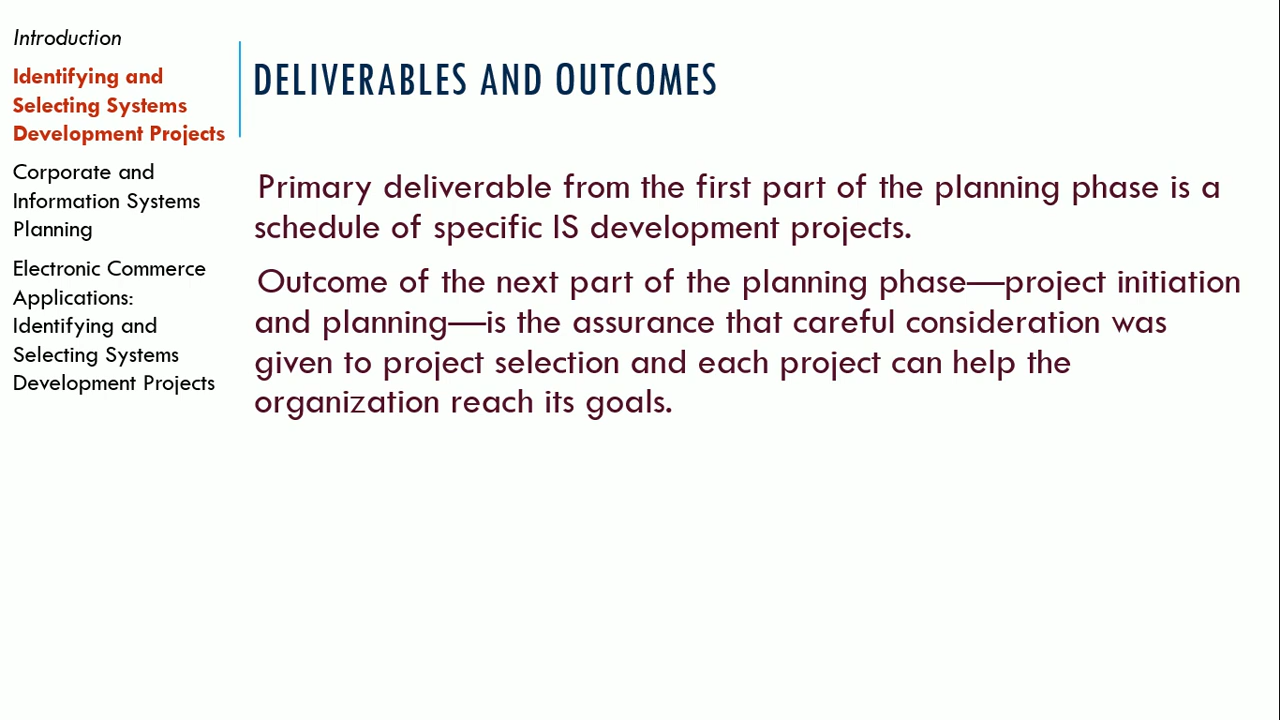 Introduction
Identifying and
Selecting Systems
Development Projects
Corporate and
Information Systems
Planning
Electronic Commerce
Applications:
Identifying and
Selecting Systems
Development Projects
DELIVERABLES AND OUTCOMES
Primary deliverable from the first part of the planning phase is a
schedule of specific IS development projects.
Outcome of the next part of the planning phase—project initiation
and planning—is the assurance that careful consideration was
given to project selection and each project can help the
organization reach its goals.